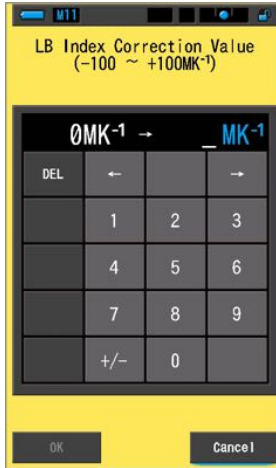 M11
LB Index Correction Value
(-100 ~ +100MK⁻¹)
0MK⁻¹ → _ MK⁻¹
DEL ← →
1 2 3
4 5 6
7 8 9
+/- 0
OK Cancel